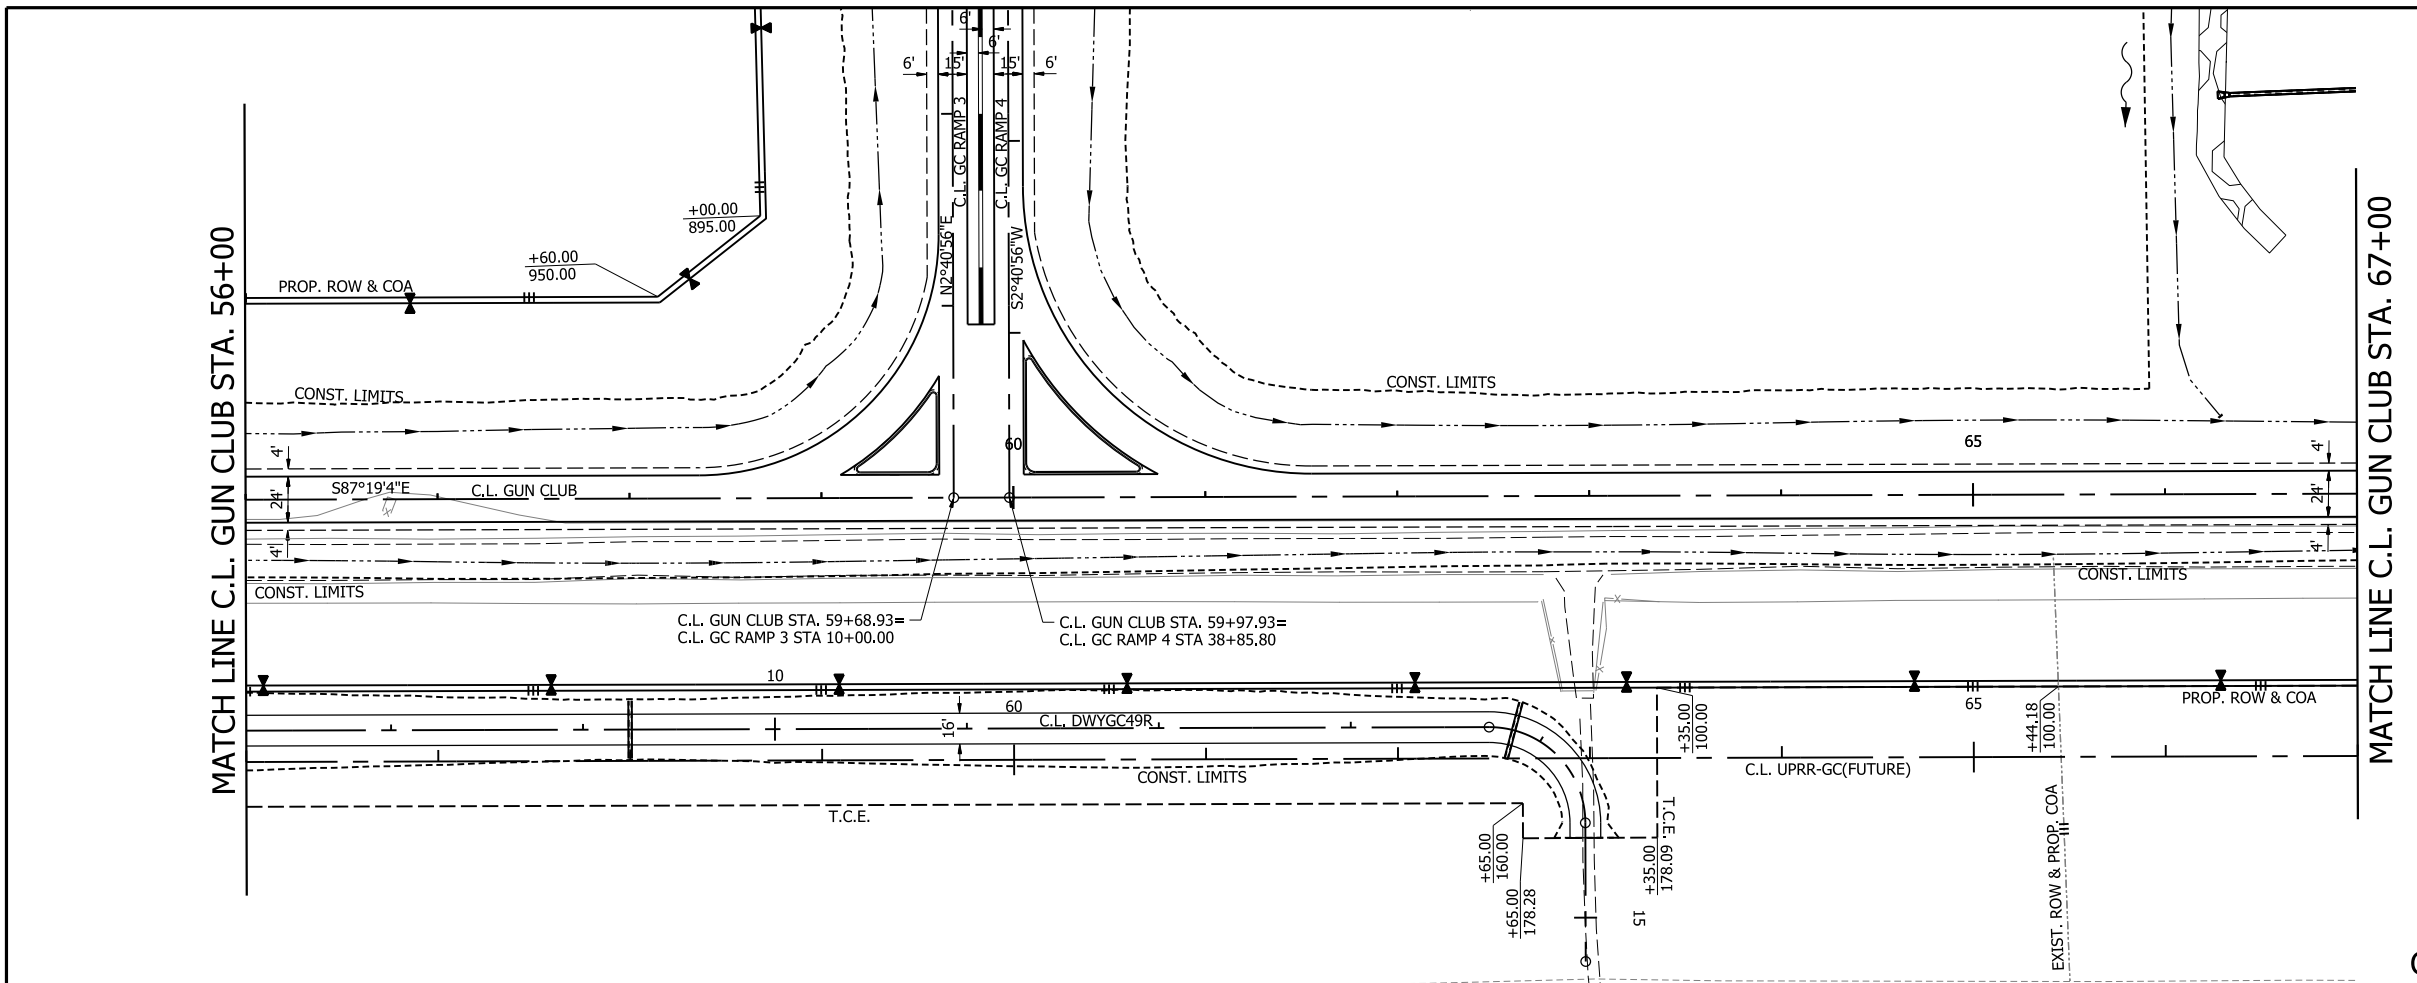 6'
6'
6'
15'
15'
6'
C.L. GC RAMP 3
C.L. GC RAMP 4
N2°40'56"E
S2°40'56"W
+00.00
895.00
+60.00
950.00
PROP. ROW & COA
MATCH LINE C.L. GUN CLUB STA. 56+00
MATCH LINE C.L. GUN CLUB STA. 67+00
CONST. LIMITS
CONST. LIMITS
60
65
4'
4'
S87°19'4"E
C.L. GUN CLUB
24'
24'
4'
4'
CONST. LIMITS
CONST. LIMITS
C.L. GUN CLUB STA. 59+68.93=
C.L. GC RAMP 3 STA 10+00.00
C.L. GUN CLUB STA. 59+97.93=
C.L. GC RAMP 4 STA 38+85.80
10
60
C.L. DWYGC49R
16'
65
PROP. ROW & COA
+35.00
100.00
+44.18
100.00
CONST. LIMITS
C.L. UPRR-GC(FUTURE)
T.C.E.
T.C.E.
+65.00
160.00
+65.00
178.28
+35.00
178.09
15
EXIST. ROW & PROP. COA